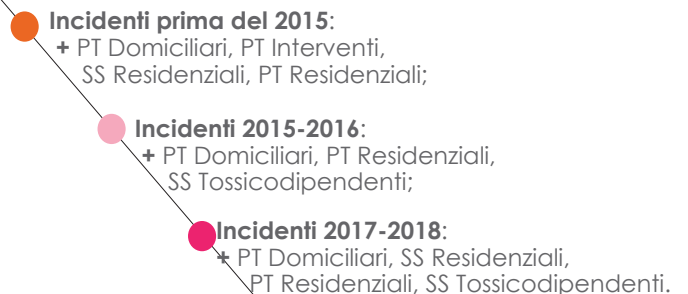 Incidenti prima del 2015:
+ PT Domiciliari, PT Interventi,
SS Residenziali, PT Residenziali;
Incidenti 2015-2016:
+ PT Domiciliari, PT Residenziali,
SS Tossicodipendenti;
Incidenti 2017-2018:
+ PT Domiciliari, SS Residenziali,
PT Residenziali, SS Tossicodipendenti.